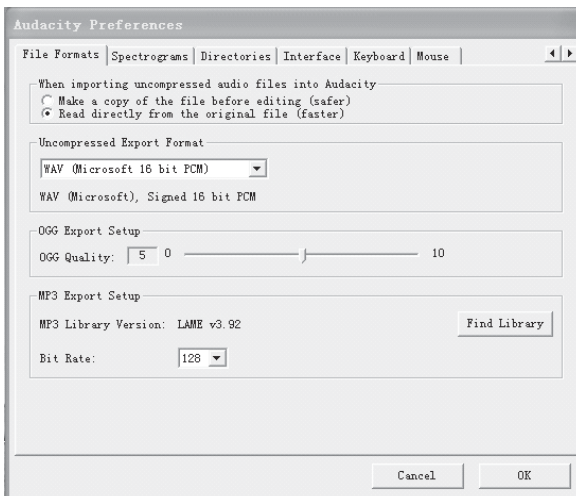 Audacity Preferences
File Formats Spectrograms Directories Interface Keyboard Mouse
When importing uncompressed audio files into Audacity
Make a copy of the file before editing (safer)
Read directly from the original file (faster)
Uncompressed Export Format
WAV (Microsoft 16 bit PCM)
WAV (Microsoft), Signed 16 bit PCM
OGG Export Setup
OGG Quality: 5 0 10
MP3 Export Setup
MP3 Library Version: LAME v3.92 Find Library
Bit Rate: 128
Cancel OK